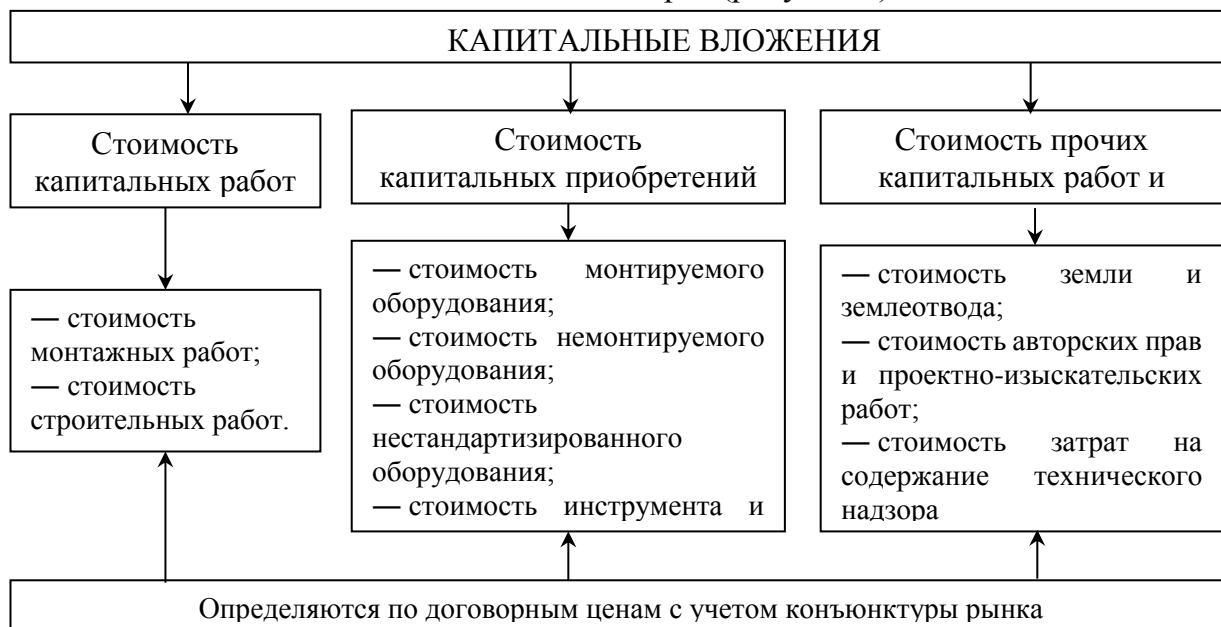 КАПИТАЛЬНЫЕ ВЛОЖЕНИЯ
Стоимость
капитальных работ
Стоимость
капитальных приобретений
Стоимость прочих
капитальных работ и
— стоимость
монтажных работ;
— стоимость
строительных работ.
— стоимость монтируемого
оборудования;
— стоимость немонтируемого
оборудования;
— стоимость
нестандартизированного
оборудования;
— стоимость инструмента и
— стоимость земли и
землеотвода;
— стоимость авторских прав
и проектно-изыскательских
работ;
— стоимость затрат на
содержание технического
надзора
Определяются по договорным ценам с учетом конъюнктуры рынка